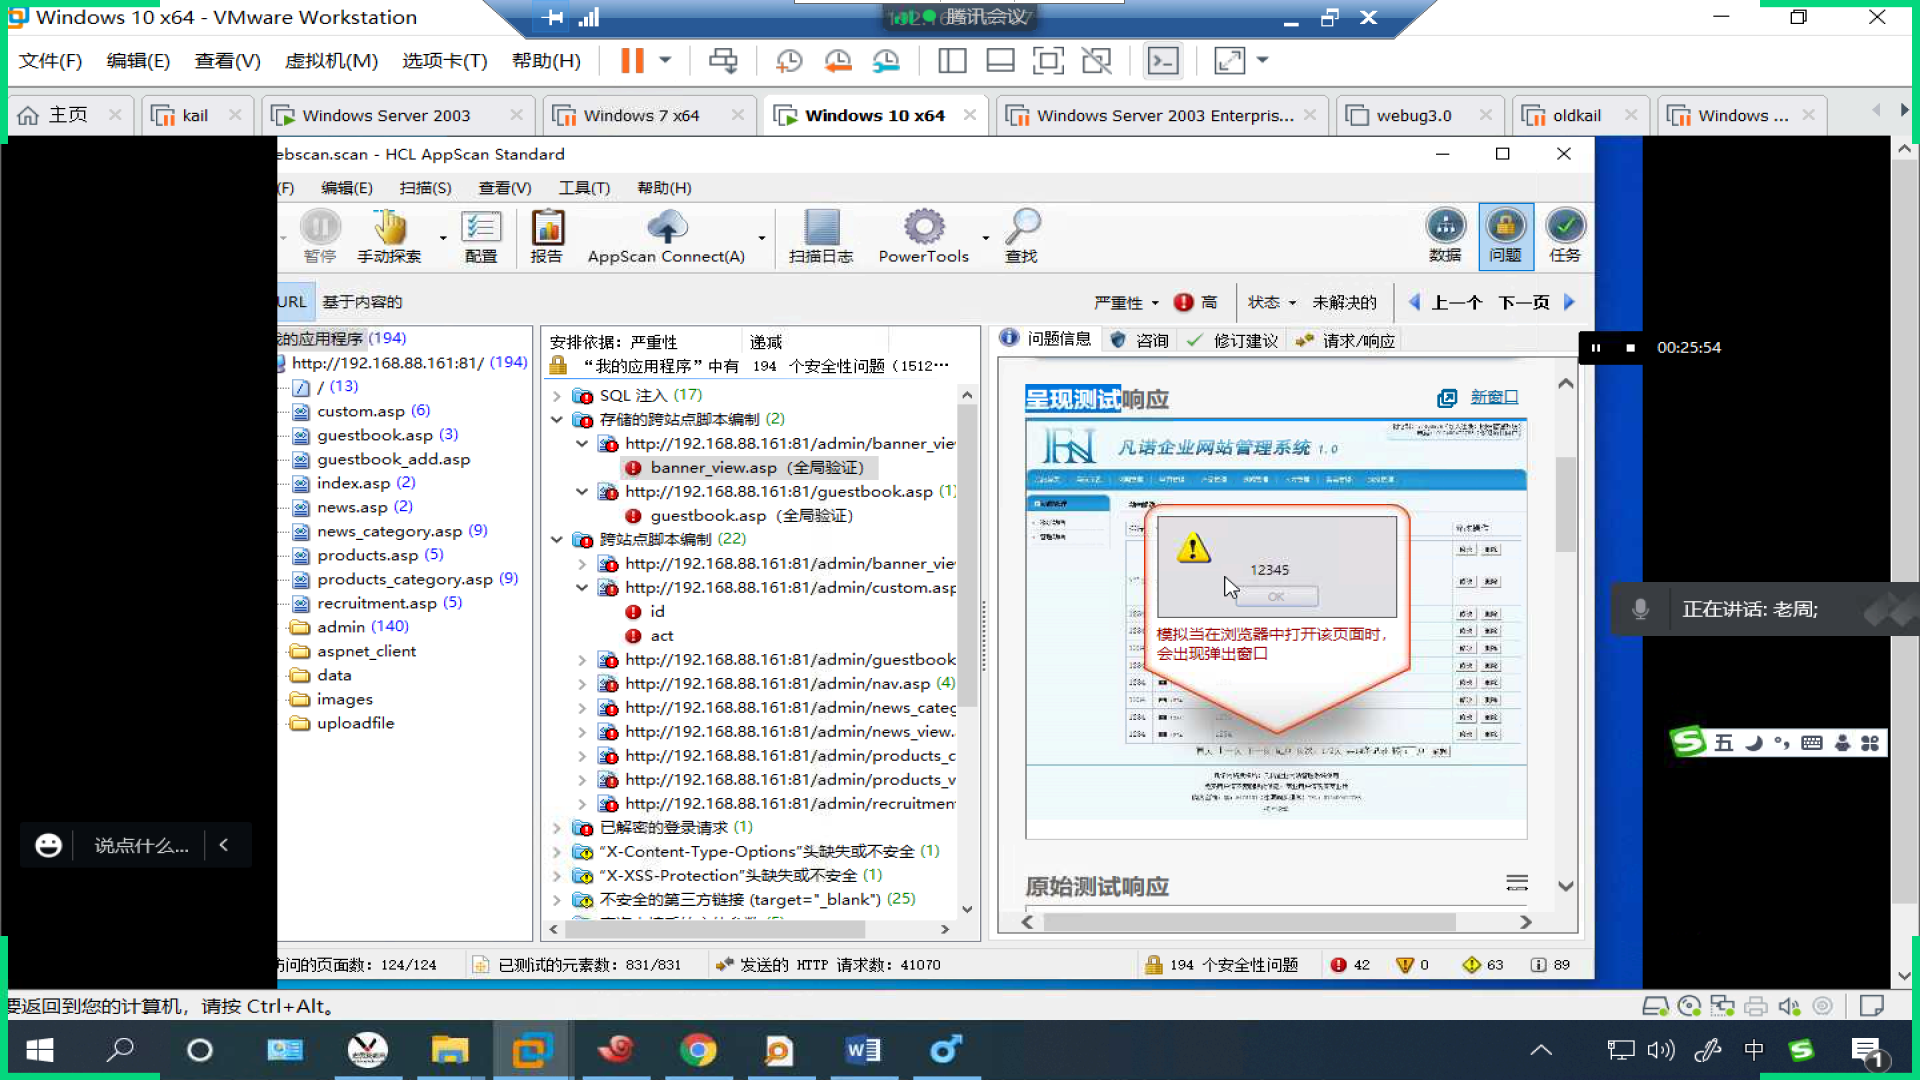 Windows 10 x64 - VMware Workstation
腾讯会议
文件(F) 编辑(E) 查看(V) 虚拟机(M) 选项卡(T) 帮助(H)
主页 kail Windows Server 2003 Windows 7 x64 Windows 10 x64 Windows Server 2003 Enterpris... webug3.0 oldkail Windows ...
ebscan.scan - HCL AppScan Standard
(F) 编辑(E) 扫描(S) 查看(V) 工具(T) 帮助(H)
暂停 手动探索 配置 报告 AppScan Connect(A) 扫描日志 PowerTools 查找 数据 问题 任务
URL 基于内容的 严重性 高 状态 未解决的 上一个 下一页
我的应用程序 (194)
http://192.168.88.161:81/ (194)
/ (13)
custom.asp (6)
guestbook.asp (3)
guestbook_add.asp
index.asp (2)
news.asp (2)
news_category.asp (9)
products.asp (5)
products_category.asp (9)
recruitment.asp (5)
admin (140)
aspnet_client
data
images
uploadfile
安排依据：严重性 递减
“我的应用程序”中有 194 个安全性问题（1512…
SQL 注入 (17)
存储的跨站点脚本编制 (2)
http://192.168.88.161:81/admin/banner_vie
banner_view.asp（全局验证）
http://192.168.88.161:81/guestbook.asp (1)
guestbook.asp（全局验证）
跨站点脚本编制 (22)
http://192.168.88.161:81/admin/banner_vie
http://192.168.88.161:81/admin/custom.asp
id
act
http://192.168.88.161:81/admin/guestbook
http://192.168.88.161:81/admin/nav.asp (4)
http://192.168.88.161:81/admin/news_categ
http://192.168.88.161:81/admin/news_view.
http://192.168.88.161:81/admin/products_c
http://192.168.88.161:81/admin/products_v
http://192.168.88.161:81/admin/recruitmen
已解密的登录请求 (1)
“X-Content-Type-Options”头缺失或不安全 (1)
“X-XSS-Protection”头缺失或不安全 (1)
不安全的第三方链接 (target="_blank") (25)
问题信息 咨询 修订建议 请求/响应
呈现测试响应 新窗口
凡诺企业网站管理系统 1.0
12345
OK
模拟当在浏览器中打开该页面时，
会出现弹出窗口
原始测试响应
00:25:54
正在讲话: 老周;
五
说点什么...
访问的页面数: 124/124 已测试的元素数: 831/831 发送的 HTTP 请求数: 41070 194 个安全性问题 42 0 63 89
要返回到您的计算机，请按 Ctrl+Alt。
中
1